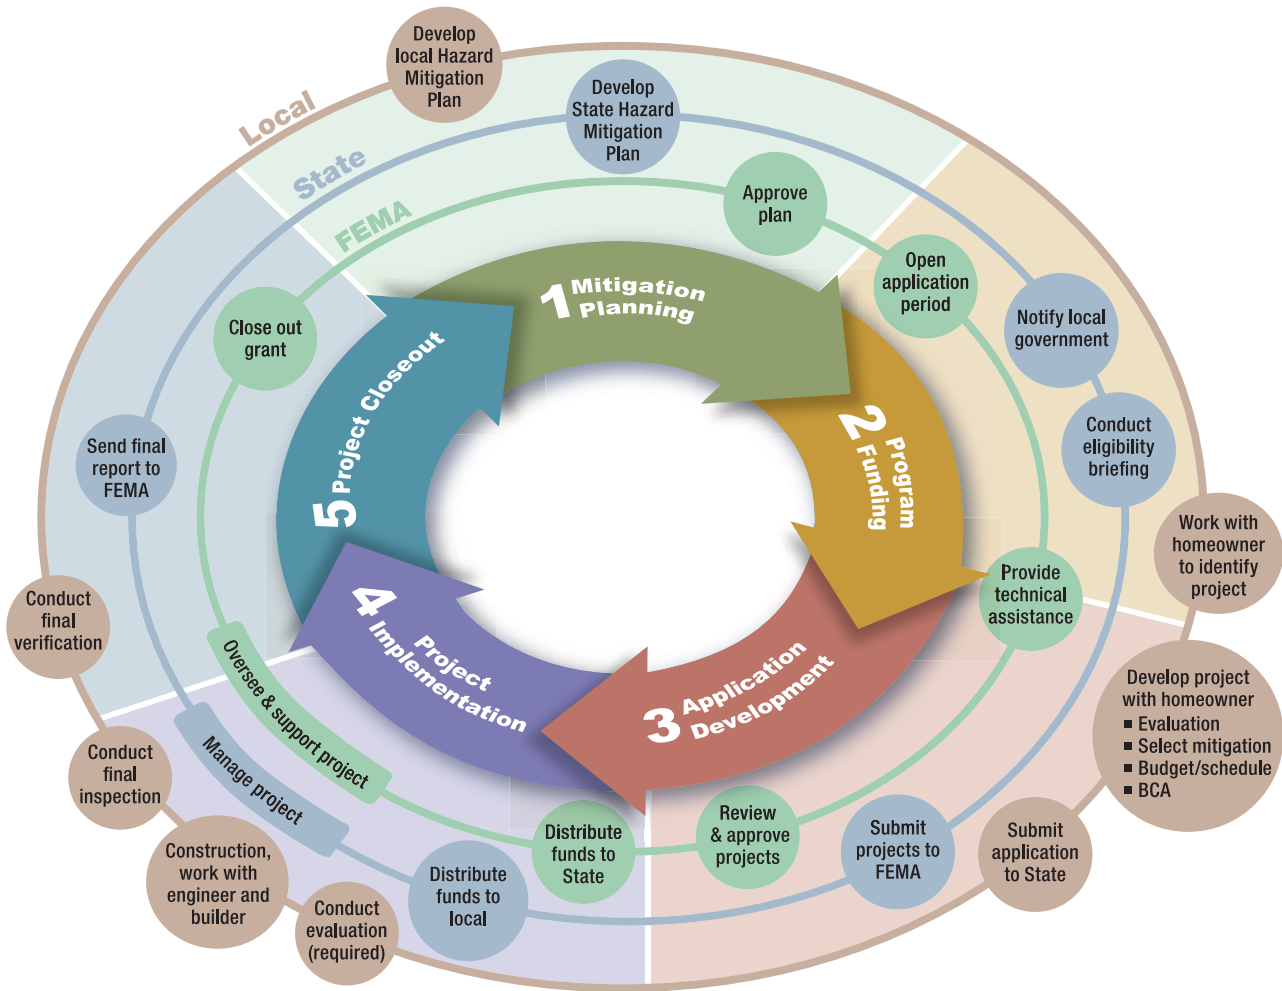 Local
State
FEMA
Develop
local Hazard
Mitigation
Plan
Develop
State Hazard
Mitigation
Plan
Approve
plan
1 Mitigation
Planning
Open
application
period
Notify local
government
Conduct
eligibility
briefing
Work with
homeowner
to identify
project
2 Program
Funding
Provide
technical
assistance
Develop project
with homeowner
■ Evaluation
■ Select mitigation
■ Budget/schedule
■ BCA
Submit
application
to State
Submit
projects to
FEMA
Review
& approve
projects
3 Application
Development
Distribute
funds to
State
Distribute
funds to
local
Conduct
evaluation
(required)
Construction,
work with
engineer and
builder
Conduct
final
inspection
Manage project
Oversee & support project
4 Project
Implementation
Conduct
final
verification
Send final
report to
FEMA
Close out
grant
5 Project Closeout